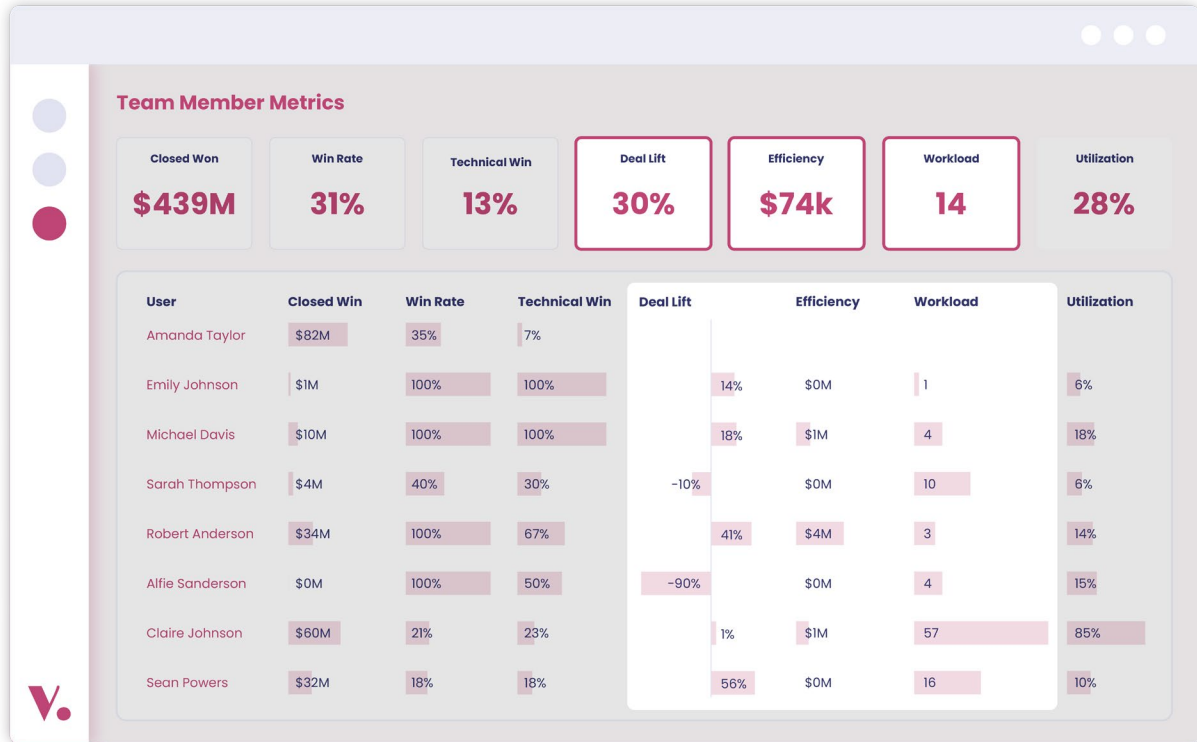 Team Member Metrics
Closed Won Win Rate Technical Win Deal Lift Efficiency Workload Utilization
$439M 31% 13% 30% $74k 14 28%
User Closed Win Win Rate Technical Win Deal Lift Efficiency Workload Utilization
Amanda Taylor $82M 35% 7%
Emily Johnson $1M 100% 100% 14% $0M 1 6%
Michael Davis $10M 100% 100% 18% $1M 4 18%
Sarah Thompson $4M 40% 30% -10% $0M 10 6%
Robert Anderson $34M 100% 67% 41% $4M 3 14%
Alfie Sanderson $0M 100% 50% -90% $0M 4 15%
Claire Johnson $60M 21% 23% 1% $1M 57 85%
Sean Powers $32M 18% 18% 56% $0M 16 10%
V.